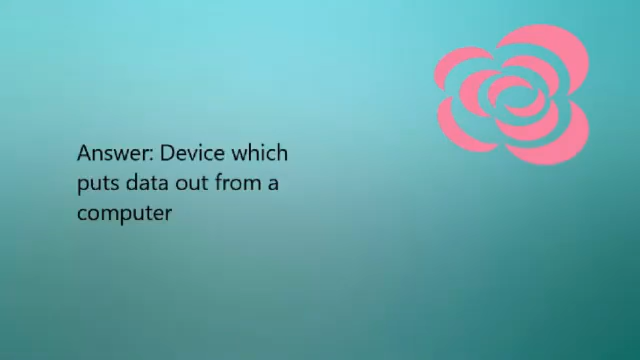 Answer: Device which
puts data out from a
computer